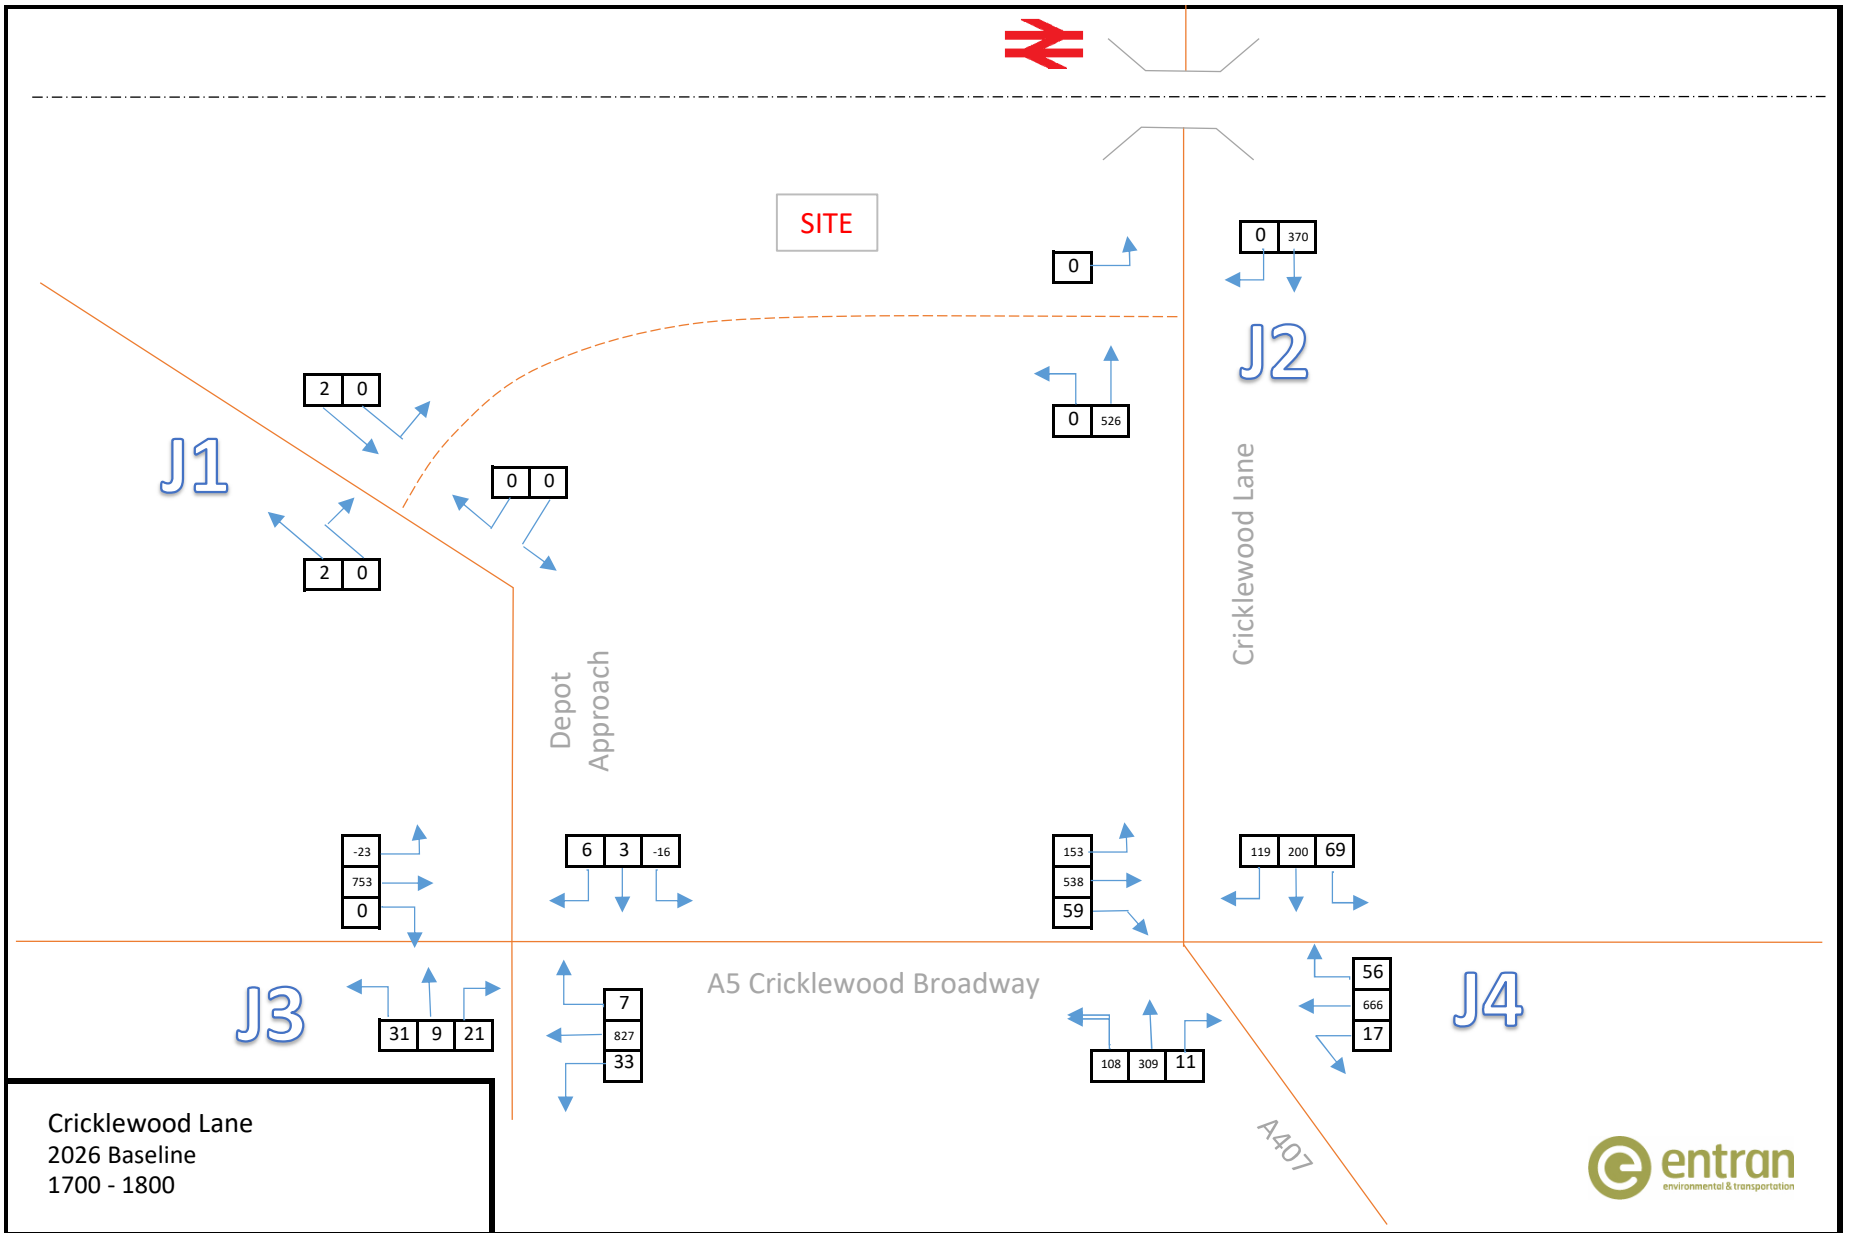 SITE
0
0 370
J2
0 526
2 0
J1
0 0
2 0
Cricklewood Lane
Depot
Approach
-23
753
0
6 3 -16
153
538
59
119 200 69
A5 Cricklewood Broadway
J3
31 9 21
7
827
33
108 309 11
56
666
17
J4
A407
Cricklewood Lane
2026 Baseline
1700 - 1800
e entran
environmental & transportation